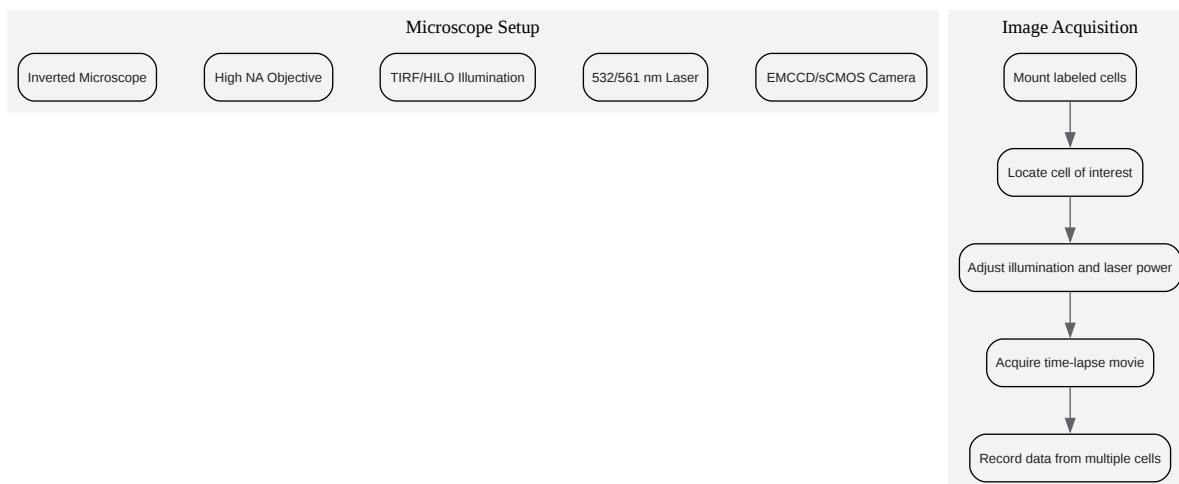 Microscope Setup
Inverted Microscope
High NA Objective
TIRF/HILO Illumination
532/561 nm Laser
EMCCD/sCMOS Camera
Image Acquisition
Mount labeled cells
Locate cell of interest
Adjust illumination and laser power
Acquire time-lapse movie
Record data from multiple cells